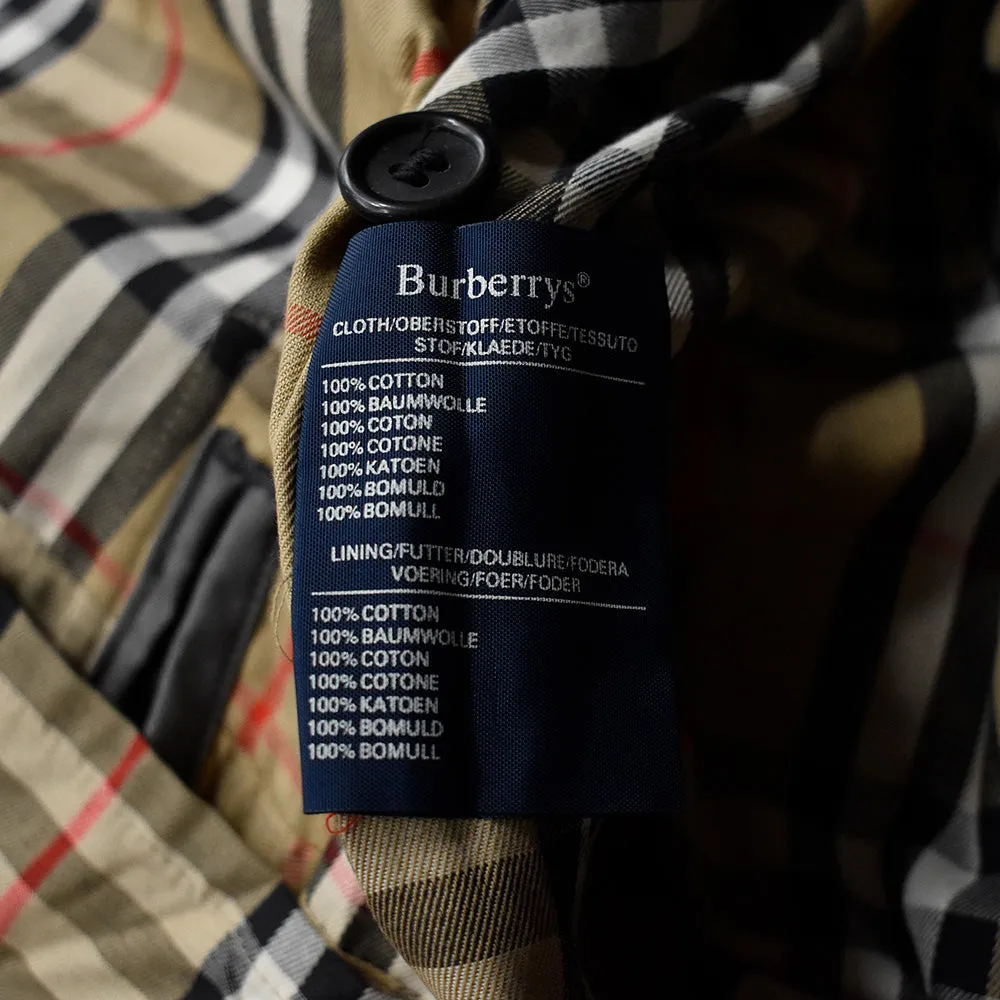 Burberrys®
CLOTH/OBERSTOFF/ETOFFE/TESSUTO
STOF/KLAEDE/TYG
100% COTTON
100% BAUMWOLLE
100% COTON
100% COTONE
100% KATOEN
100% BOMULD
100% BOMULL
LINING/FUTTER/DOUBLURE/FODERA
VOERING/FOER/FODER
100% COTTON
100% BAUMWOLLE
100% COTON
100% COTONE
100% KATOEN
100% BOMULD
100% BOMULL